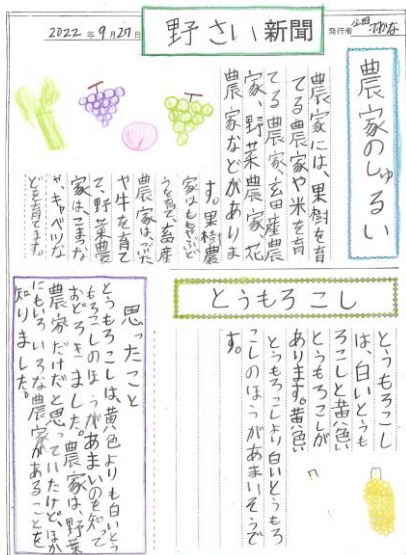 野さい新聞
2022年9月27日
発行者
農家のしゅるい
農家には、果樹を育
てる農家や米を育
てる農家、畜産農
家、野菜農家、花
農家などがありま
す。果樹農
家はももやぶど
うを育て、畜産
農家は、ぶた
や牛を育て
て、野菜農
家は、こまつな
や、キャベツな
どを育てます。
とうもろこし
とうもろこし
は、白いとうも
ろこしと黄色い
とうもろこしが
あります。黄色い
とうもろこしより白いとうもろ
こしのほうがあまいそうで
す。
思ったこと
とうもろこしは、黄色よりも白いとう
もろこしのほうがあまいのを知って
おどろきました。農家は、野菜
農家だけだと思っていたけどほか
にもいろいろな農家があることを
知りました。